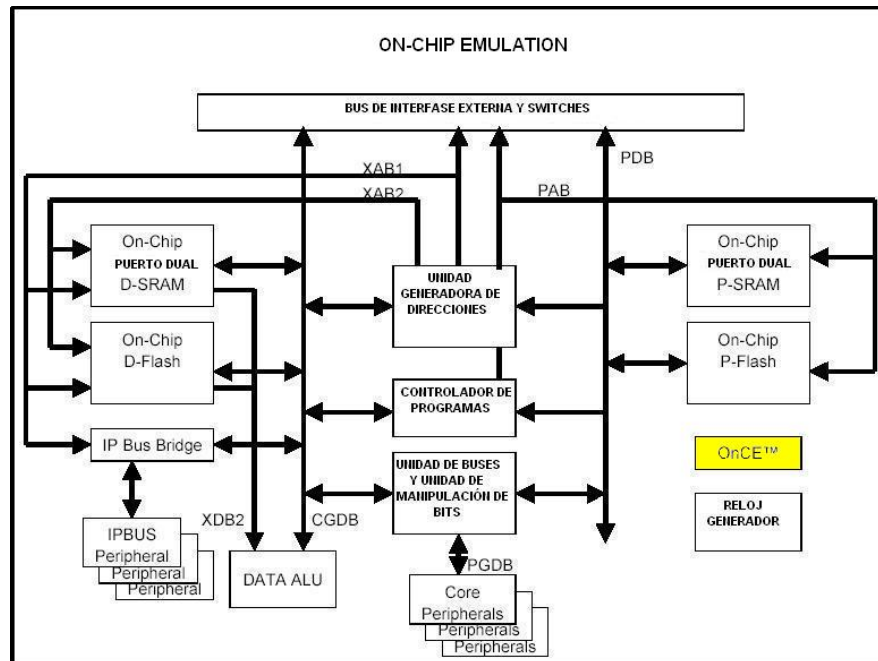 ON-CHIP EMULATION
BUS DE INTERFASE EXTERNA Y SWITCHES
XAB1
XAB2
PAB
PDB
On-Chip
PUERTO DUAL
D-SRAM
On-Chip
D-Flash
IP Bus Bridge
UNIDAD
GENERADORA DE
DIRECCIONES
CONTROLADOR DE
PROGRAMAS
UNIDAD DE BUSES
Y UNIDAD DE
MANIPULACIÓN DE
BITS
On-Chip
PUERTO DUAL
P-SRAM
On-Chip
P-Flash
OnCE™
RELOJ
GENERADOR
XDB2
CGDB
PGDB
IPBUS
Peripheral
Peripheral
Peripheral
DATA ALU
Core
Peripherals
Peripherals
Peripherals